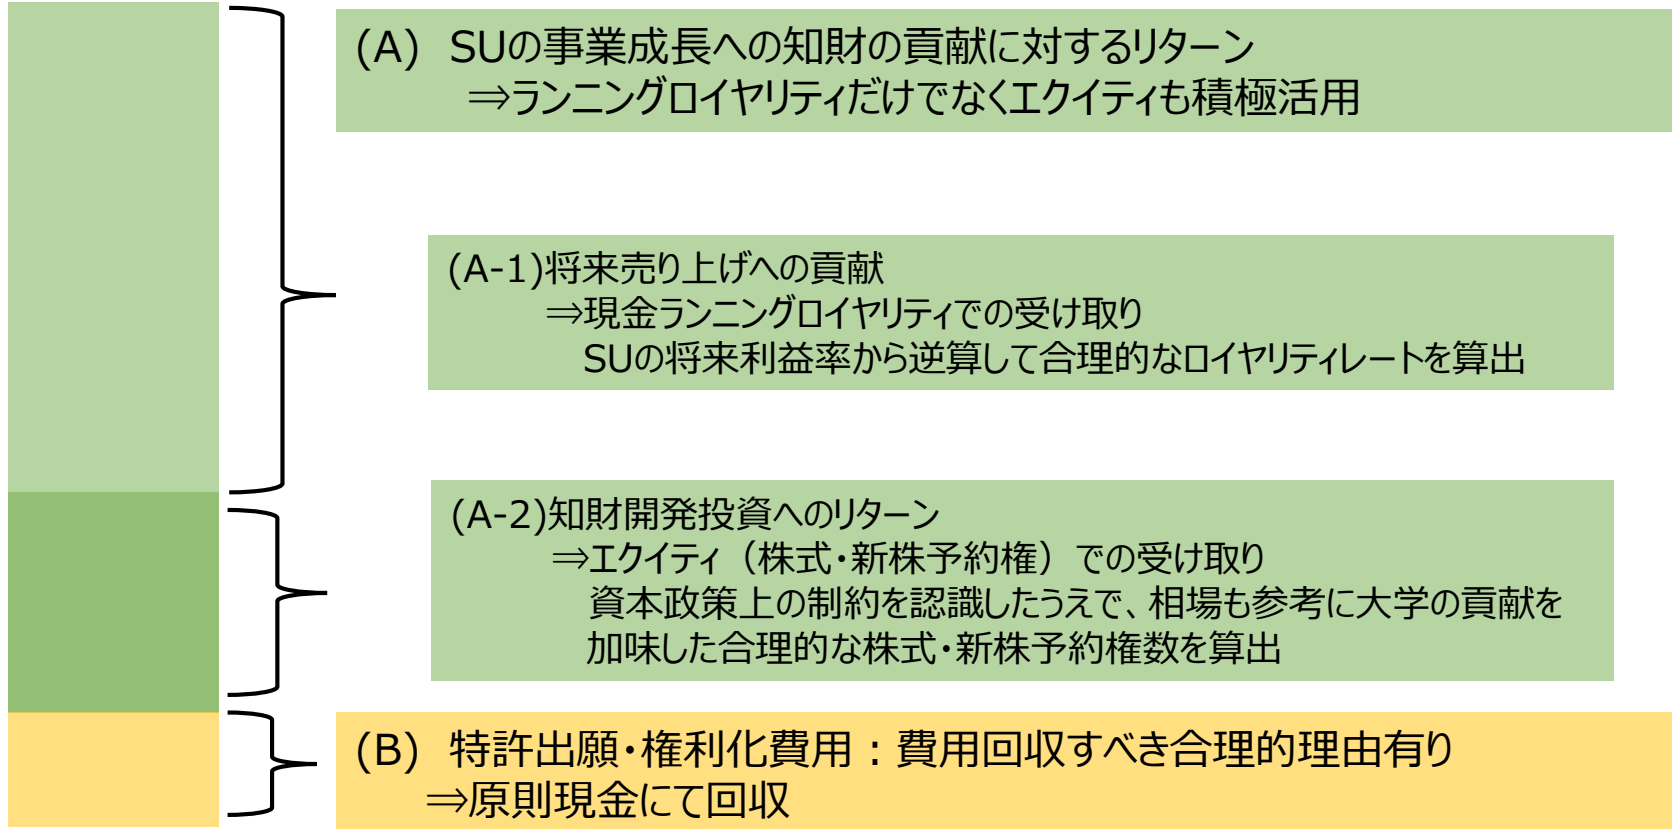 (A) SUの事業成長への知財の貢献に対するリターン
⇒ランニングロイヤリティだけでなくエクイティも積極活用
(A-1)将来売り上げへの貢献
⇒現金ランニングロイヤリティでの受け取り
SUの将来利益率から逆算して合理的なロイヤリティレートを算出
(A-2)知財開発投資へのリターン
⇒エクイティ（株式・新株予約権）での受け取り
資本政策上の制約を認識したうえで、相場も参考に大学の貢献を
加味した合理的な株式・新株予約権数を算出
(B) 特許出願・権利化費用：費用回収すべき合理的理由有り
⇒原則現金にて回収